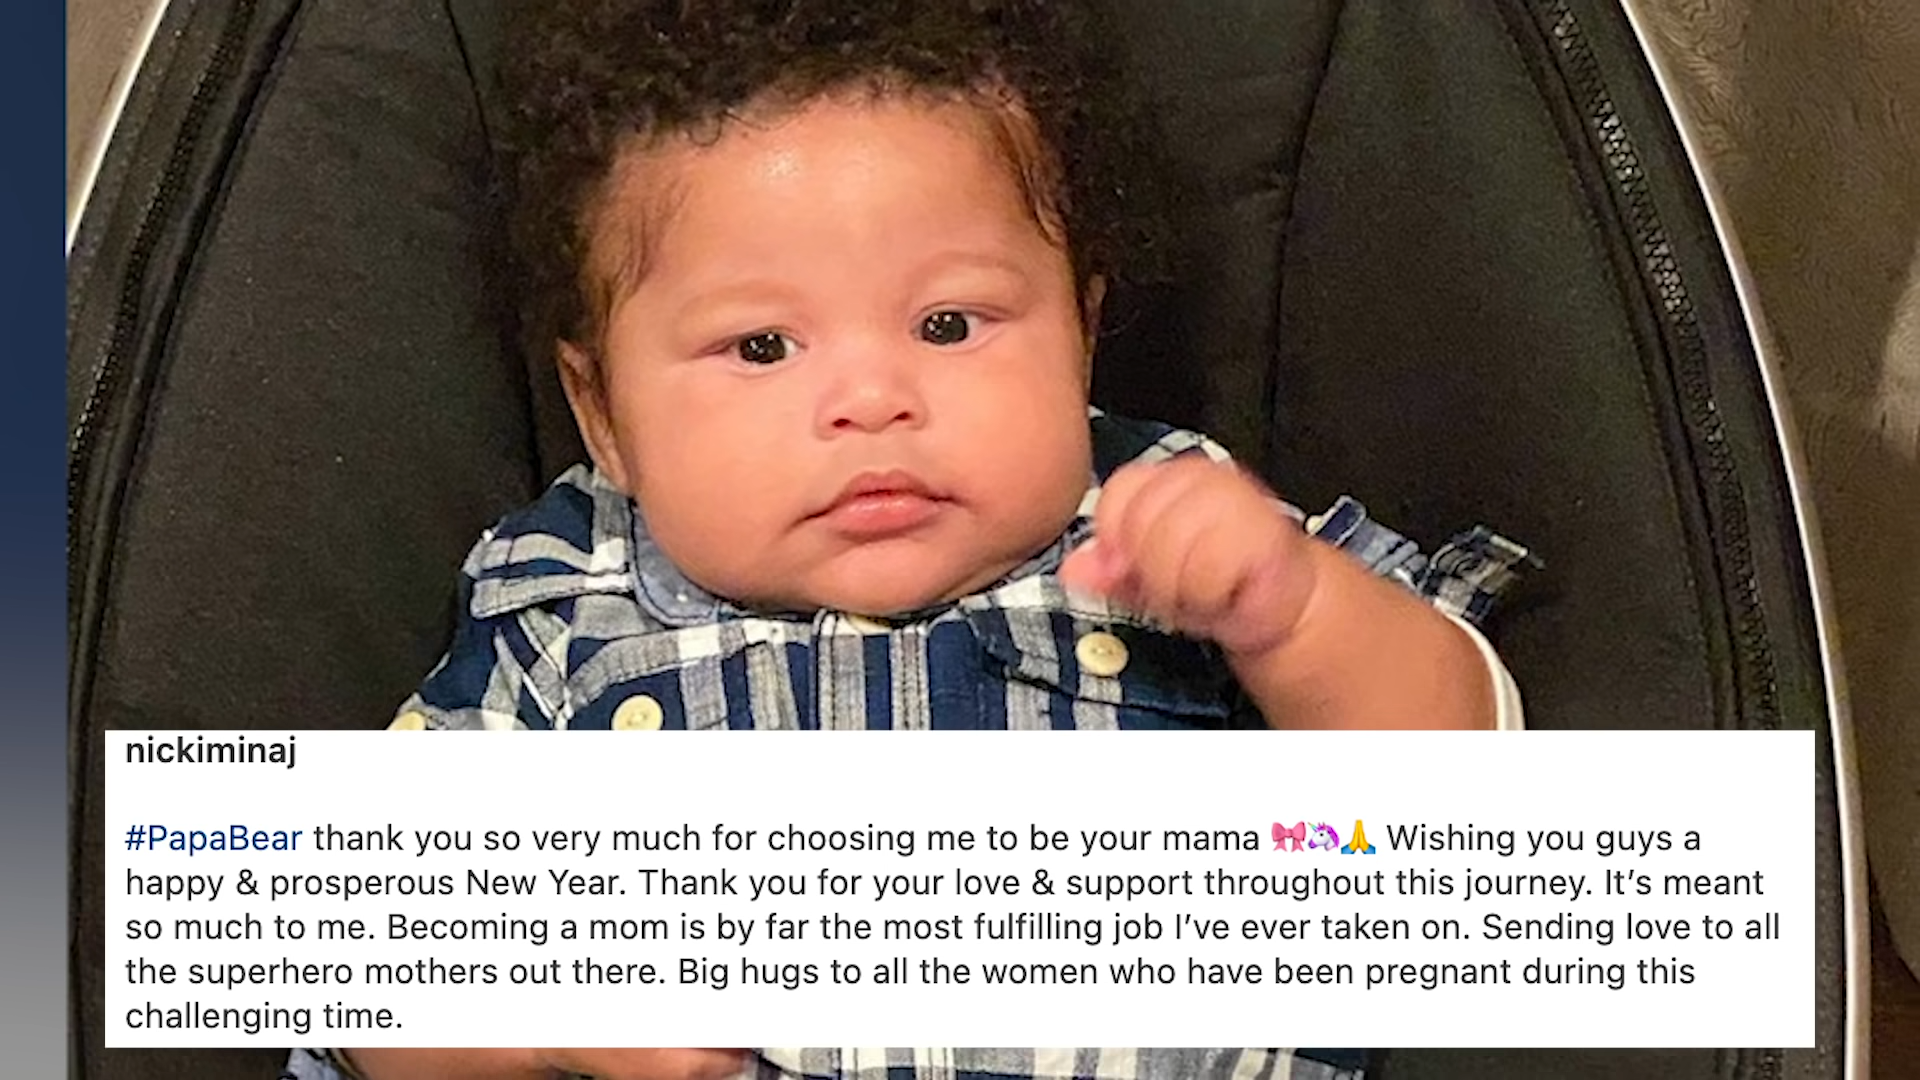 nickiminaj
#PapaBear thank you so very much for choosing me to be your mama 🎀🦄🙏 Wishing you guys a
happy & prosperous New Year. Thank you for your love & support throughout this journey. It’s meant
so much to me. Becoming a mom is by far the most fulfilling job I’ve ever taken on. Sending love to all
the superhero mothers out there. Big hugs to all the women who have been pregnant during this
challenging time.